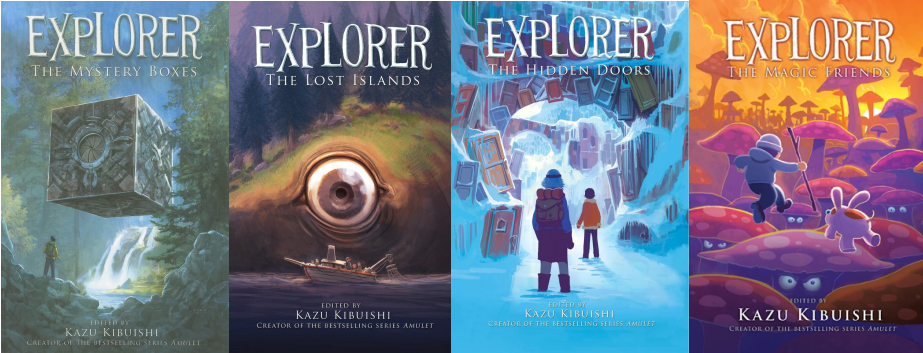 EXPLORER
THE MYSTERY BOXES
EDITED BY
KAZU KIBUISHI
CREATOR OF THE BESTSELLING SERIES AMULET
EXPLORER
THE LOST ISLANDS
EDITED BY
KAZU KIBUISHI
CREATOR OF THE BESTSELLING SERIES AMULET
EXPLORER
THE HIDDEN DOORS
EDITED BY
KAZU KIBUISHI
CREATOR OF THE BESTSELLING SERIES AMULET
EXPLORER
THE MAGIC FRIENDS
EDITED BY
KAZU KIBUISHI
CREATOR OF THE BESTSELLING SERIES AMULET